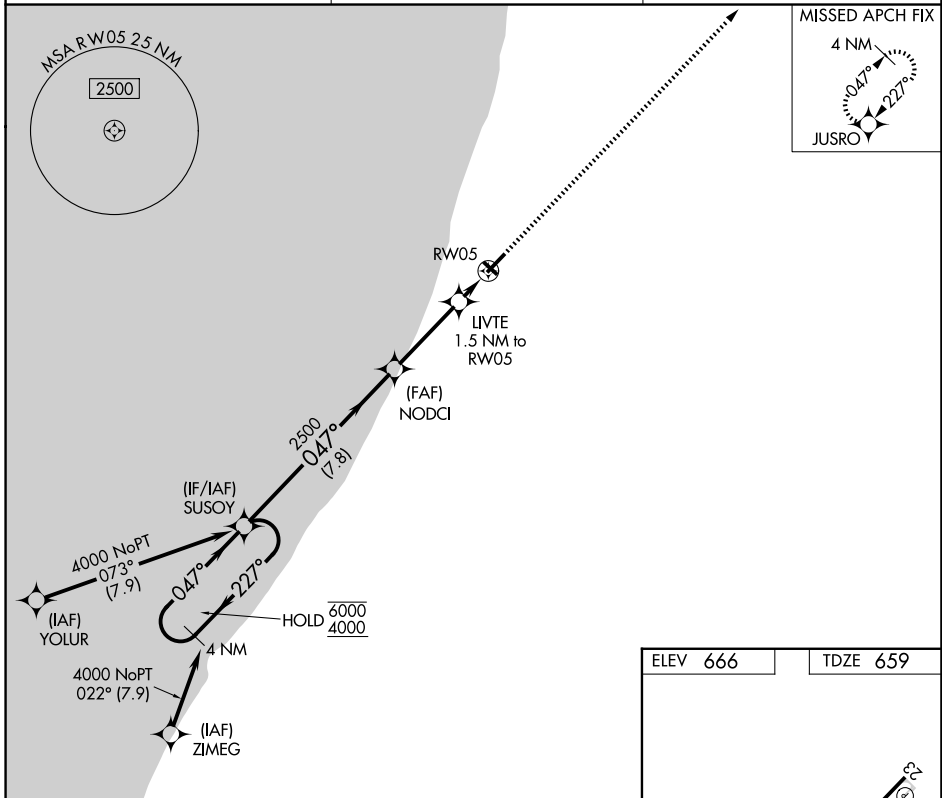 MSA RW05 25 NM
2500
MISSED APCH FIX
4 NM
047°
227°
JUSRO
RW05
LIVTE
1.5 NM to
RW05
(FAF)
NODCI
2500
047°
(7.8)
(IF/IAF)
SUSOY
4000 NoPT
073°
(7.9)
047°
227°
(IAF)
YOLUR
HOLD 6000
4000
4 NM
4000 NoPT
022° (7.9)
(IAF)
ZIMEG
ELEV 666
TDZE 659
23